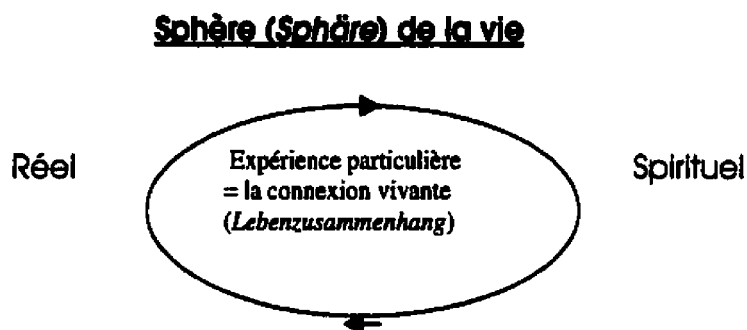 Sphère (Sphäre) de la vie
Réel
Expérience particulière
= la connexion vivante
(Lebenzusammenhang)
Spirituel